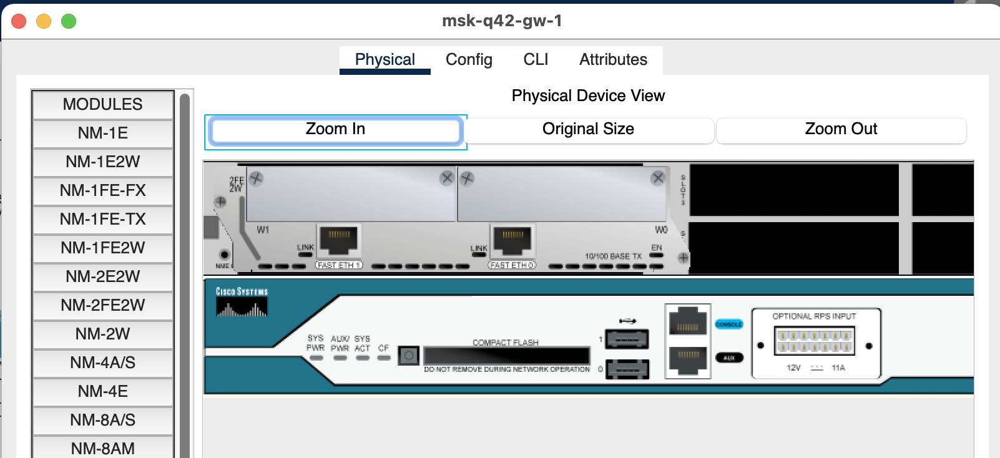 msk-q42-gw-1
Physical Config CLI Attributes
MODULES
NM-1E
NM-1E2W
NM-1FE-FX
NM-1FE-TX
NM-1FE2W
NM-2E2W
NM-2FE2W
NM-2W
NM-4A/S
NM-4E
NM-8A/S
NM-8AM
Physical Device View
Zoom In Original Size Zoom Out
2FE
2W
SLOTS
W1
W0
LINK
LINK
EN
10/100 BASE TX
NME
FAST ETH 1
FAST ETH 0
CISCO SYSTEMS
SYS PWR
AUX/ PWR
SYS ACT
CF
COMPACT FLASH
DO NOT REMOVE DURING NETWORK OPERATION
1
0
CONSOLE
AUX
OPTIONAL RPS INPUT
12V 11A